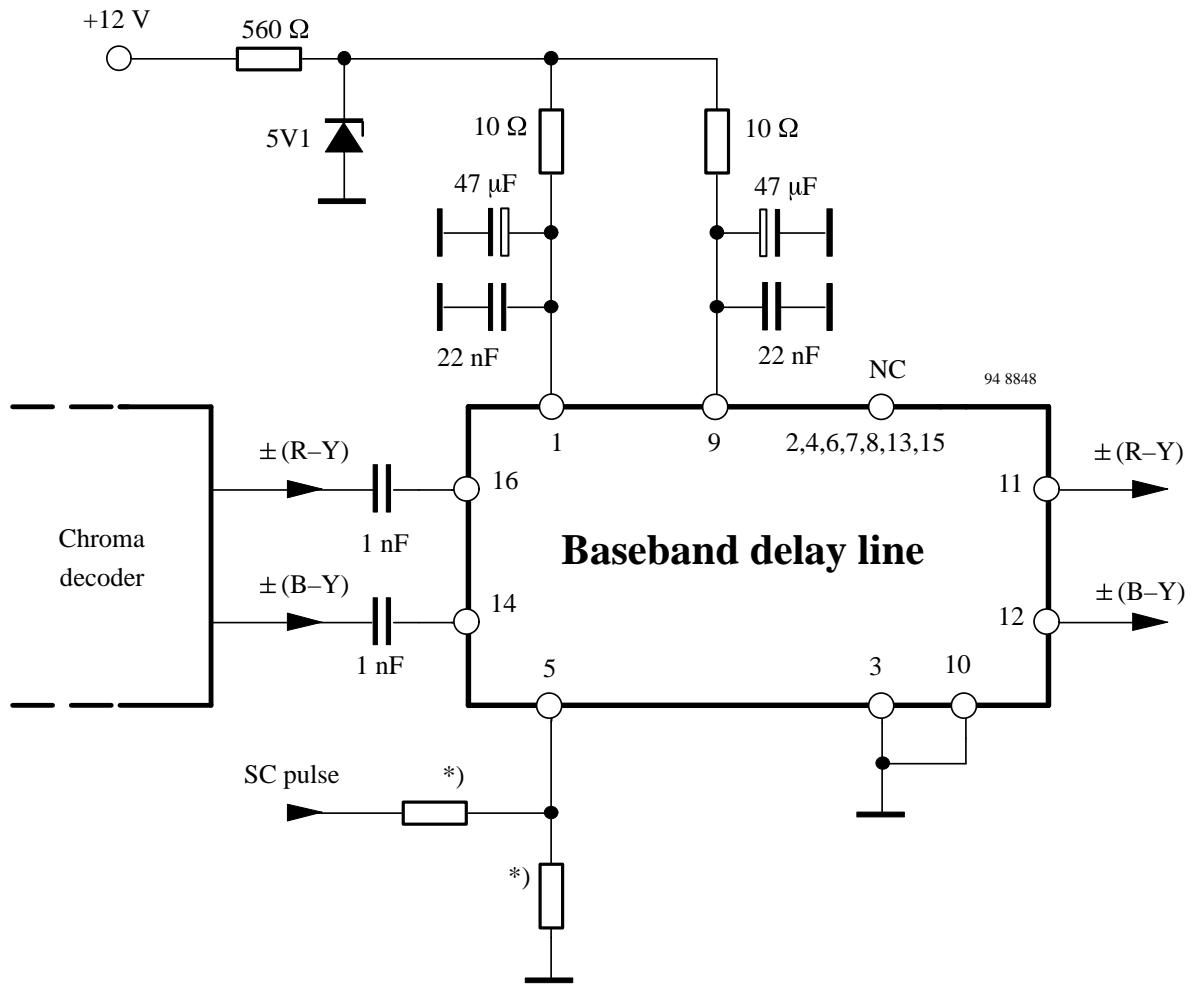 +12 V
560 Ω
5V1
10 Ω
10 Ω
47 µF
47 µF
22 nF
22 nF
NC
94 8848
1
9
2,4,6,7,8,13,15
± (R–Y)
± (R–Y)
16
11
1 nF
Chroma
decoder
Baseband delay line
± (B–Y)
± (B–Y)
14
12
1 nF
5
3
10
SC pulse
*)
*)